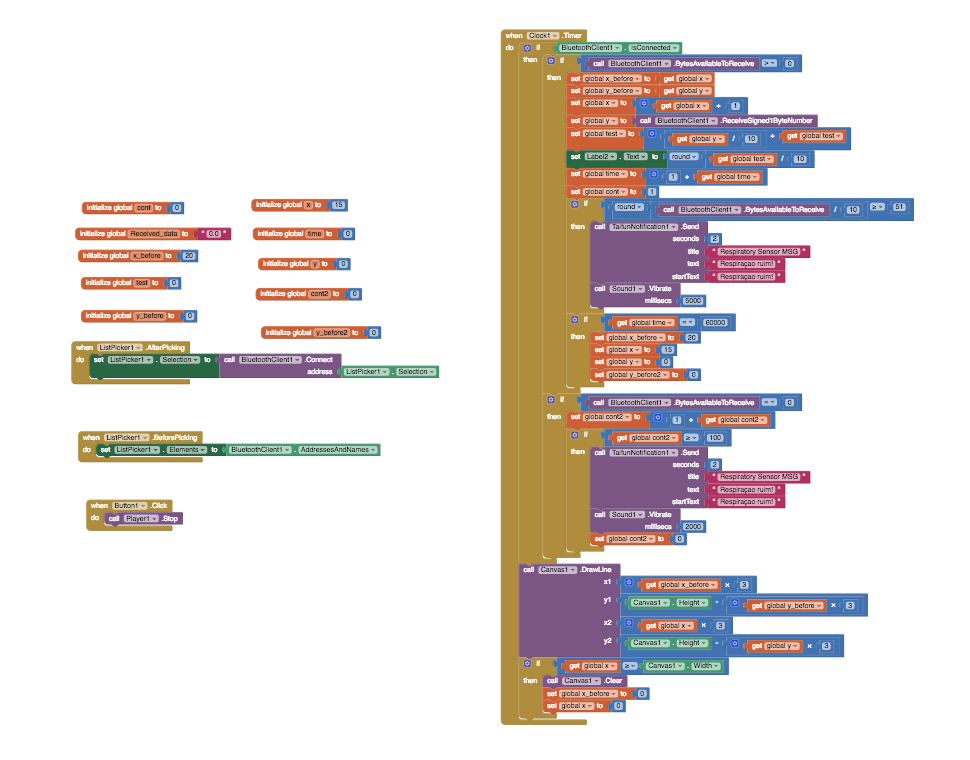 initialize global cont to 0
initialize global Received_data to " 0.0 "
initialize global x_before to 20
initialize global test to 0
initialize global y_before to 0
initialize global x to 15
initialize global time to 0
initialize global y to 0
initialize global cont2 to 0
initialize global y_before2 to 0
when ListPicker1 .AfterPicking
do set ListPicker1 . Selection to call BluetoothClient1 .Connect
address ListPicker1 . Selection
when ListPicker1 .BeforePicking
do set ListPicker1 . Elements to BluetoothClient1 . AddressesAndNames
when Button1 .Click
do call Player1 .Stop
when Clock1 .Timer
do if BluetoothClient1 . IsConnected
then if call BluetoothClient1 .BytesAvailableToReceive > 0
then set global x_before to get global x
set global y_before to get global y
set global x to get global x + 1
set global y to call BluetoothClient1 .ReceiveSigned1ByteNumber
set global test to get global y / 10 + get global test
set Label2 . Text to round get global test / 10
set global time to 1 + get global time
set global cont to 1
if round call BluetoothClient1 .BytesAvailableToReceive / 10 ≥ 51
then call TaifunNotification1 .Send
seconds 2
title " Respiratory Sensor MSG "
text " Respiraçao ruim! "
startText " Respiraçao ruim! "
call Sound1 .Vibrate
millisecs 5000
if get global time = 60000
then set global x_before to 20
set global x to 15
set global y to 0
set global y_before2 to 0
if call BluetoothClient1 .BytesAvailableToReceive = 0
then set global cont2 to 1 + get global cont2
if get global cont2 ≥ 100
then call TaifunNotification1 .Send
seconds 2
title " Respiratory Sensor MSG "
text " Respiraçao ruim! "
startText " Respiraçao ruim! "
call Sound1 .Vibrate
millisecs 2000
set global cont2 to 0
call Canvas1 .DrawLine
x1 get global x_before × 3
y1 Canvas1 . Height - get global y_before × 3
x2 get global x × 3
y2 Canvas1 . Height - get global y × 3
if get global x ≥ Canvas1 . Width
then call Canvas1 .Clear
set global x_before to 0
set global x to 0